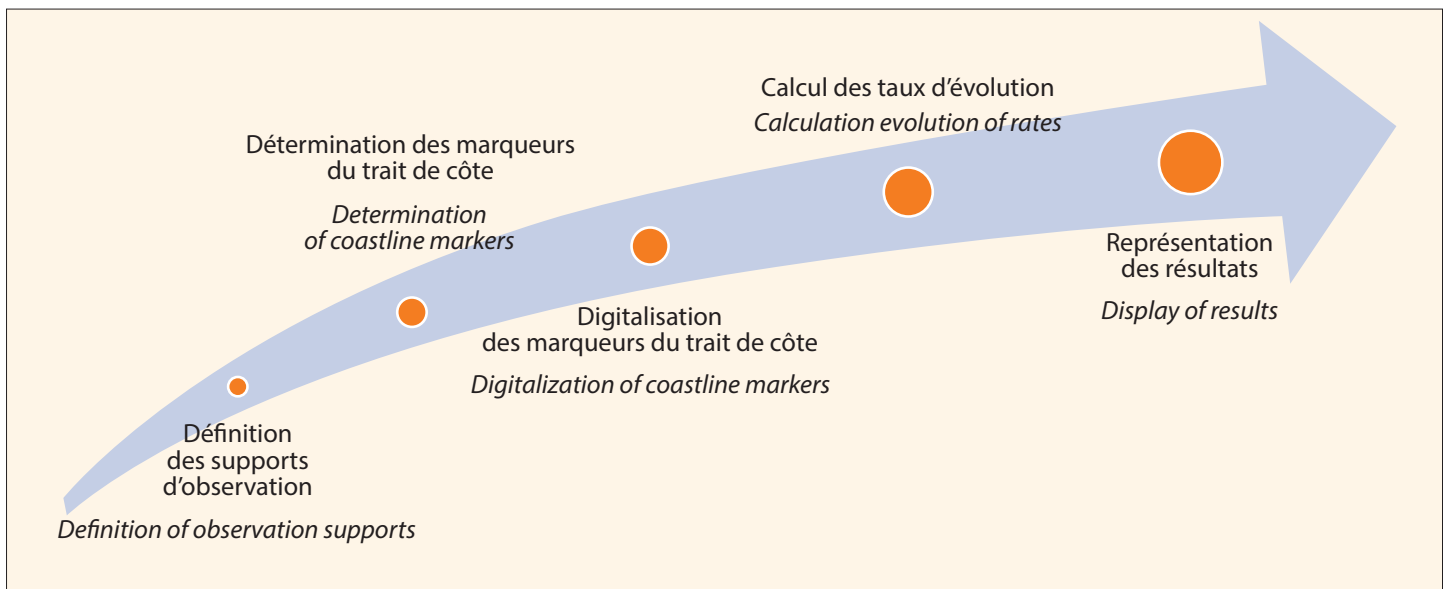 Définition
des supports
d'observation
Definition of observation supports
Détermination des marqueurs
du trait de côte
Determination
of coastline markers
Digitalisation
des marqueurs du trait de côte
Digitalization of coastline markers
Calcul des taux d'évolution
Calculation evolution of rates
Représentation
des résultats
Display of results